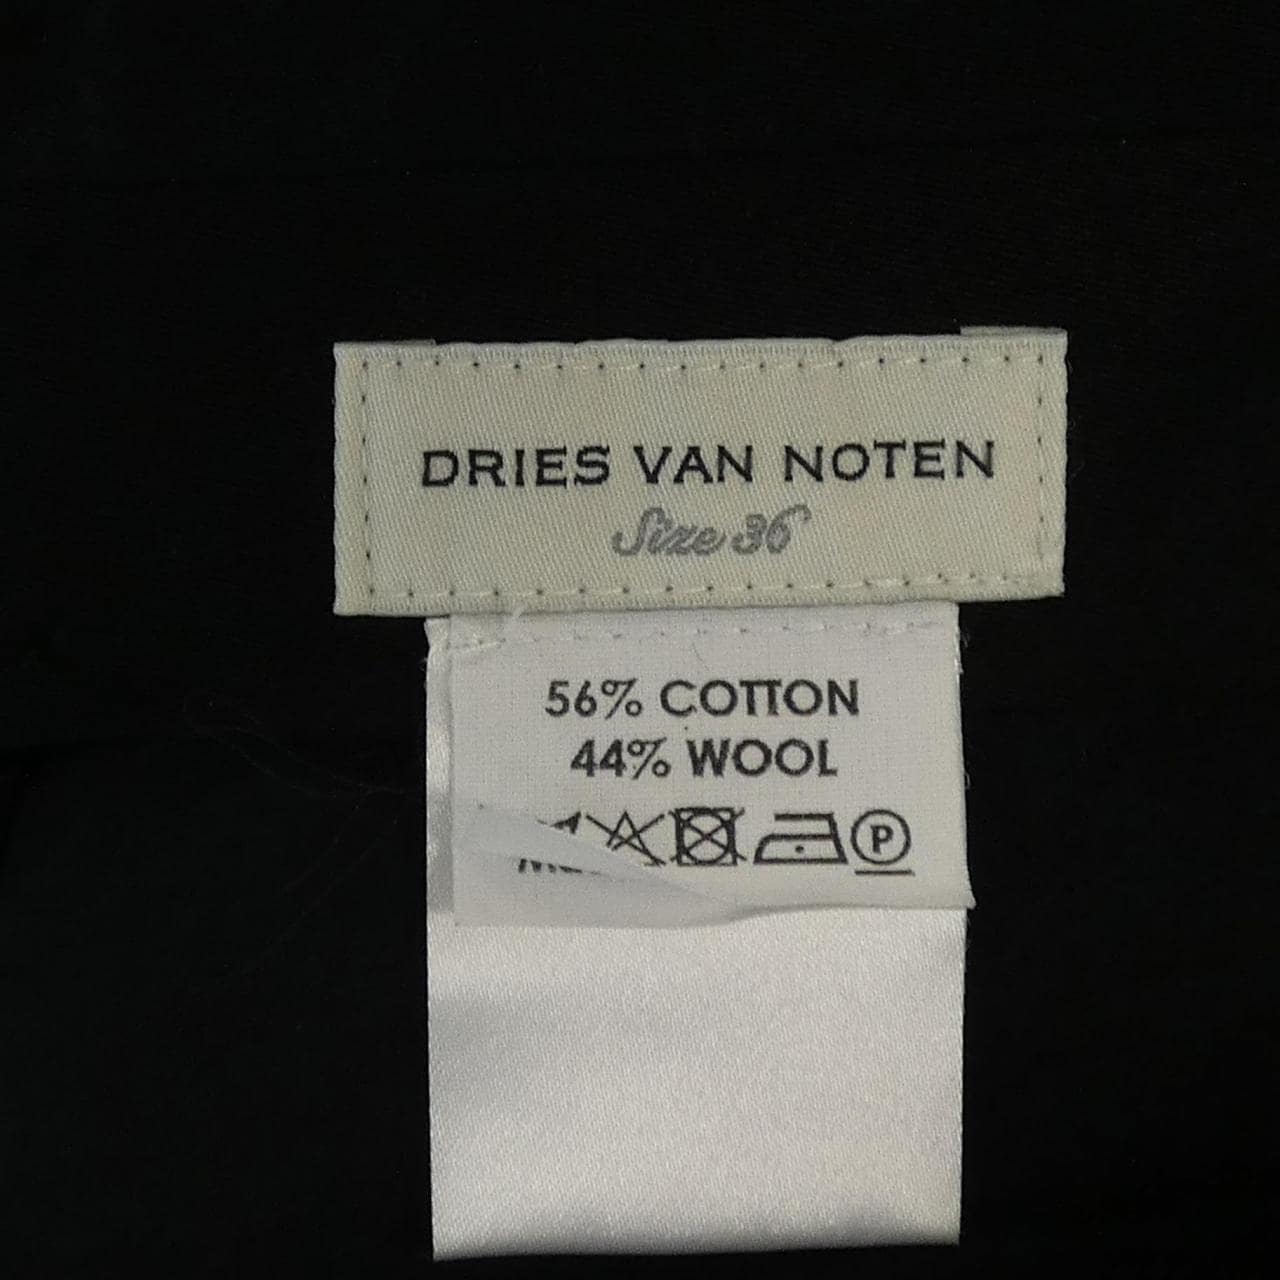 DRIES VAN NOTEN
Size 36
56% COTTON
44% WOOL
P